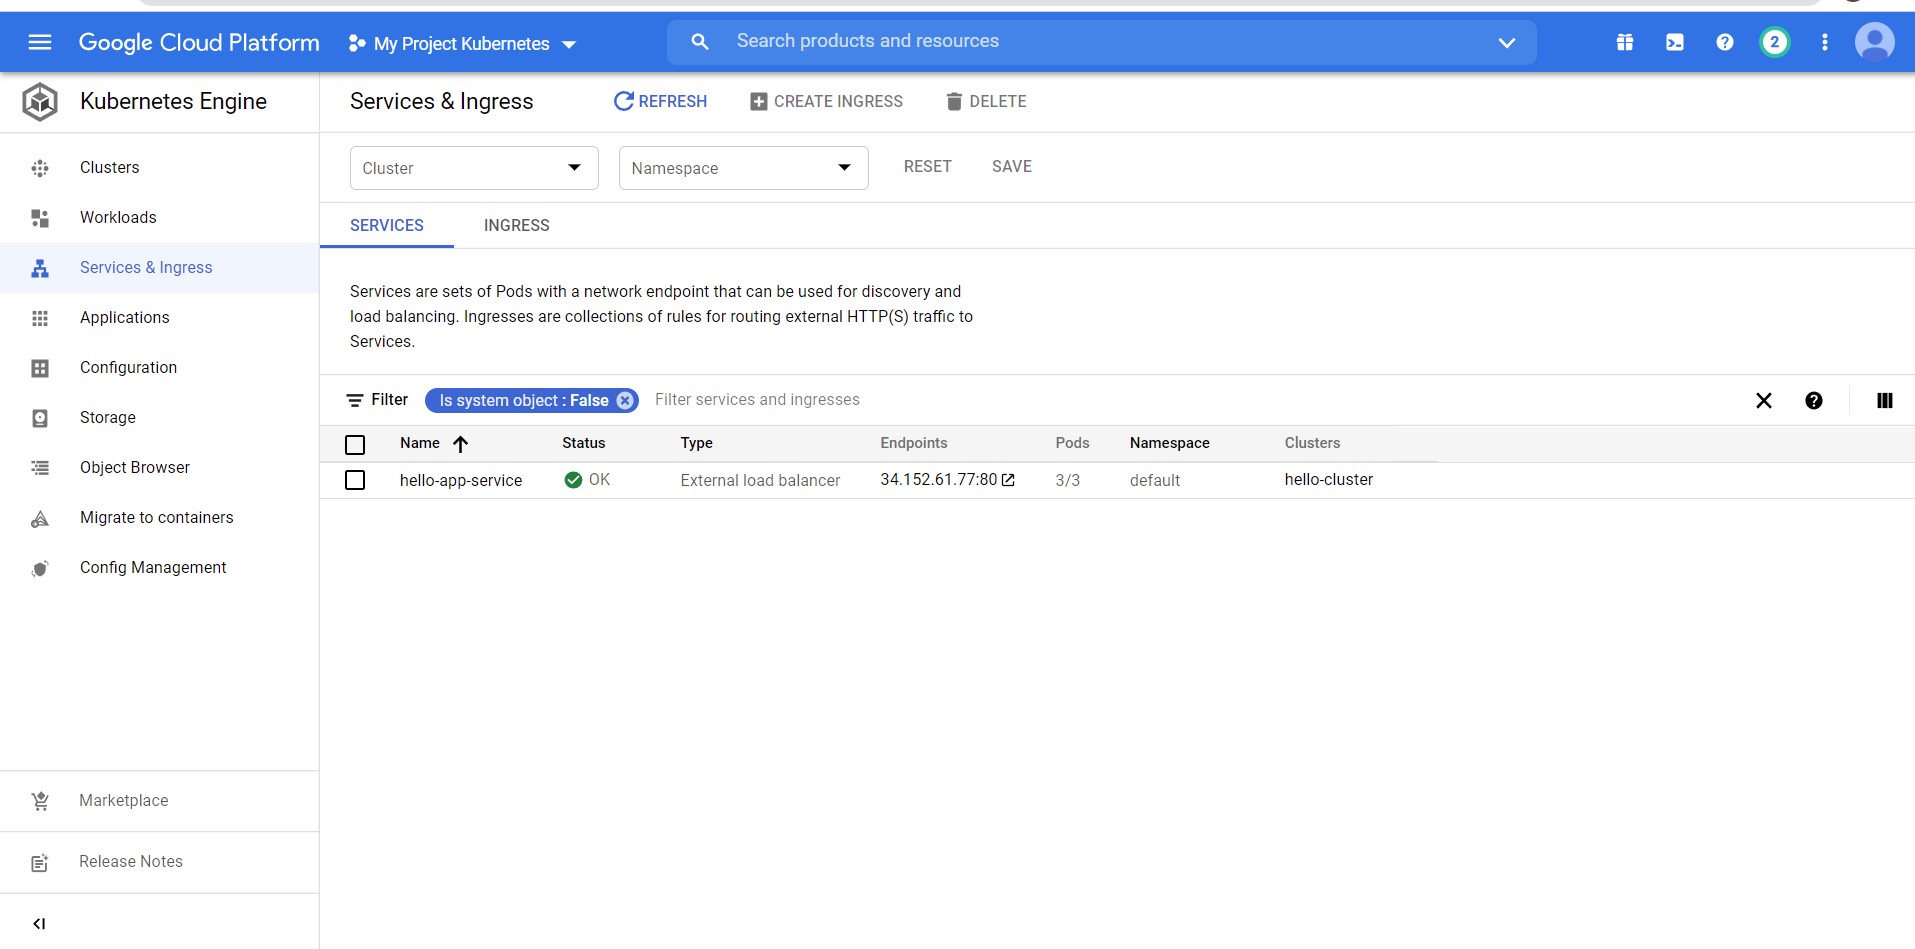 Google Cloud Platform
My Project Kubernetes
Search products and resources
2
Kubernetes Engine
Services & Ingress
REFRESH
CREATE INGRESS
DELETE
Clusters
Workloads
Services & Ingress
Applications
Configuration
Storage
Object Browser
Migrate to containers
Config Management
Marketplace
Release Notes
Cluster
Namespace
RESET
SAVE
SERVICES
INGRESS
Services are sets of Pods with a network endpoint that can be used for discovery and
load balancing. Ingresses are collections of rules for routing external HTTP(S) traffic to
Services.
Filter
Is system object : False
Filter services and ingresses
Name Status Type Endpoints Pods Namespace Clusters
hello-app-service OK External load balancer 34.152.61.77:80 3/3 default hello-cluster